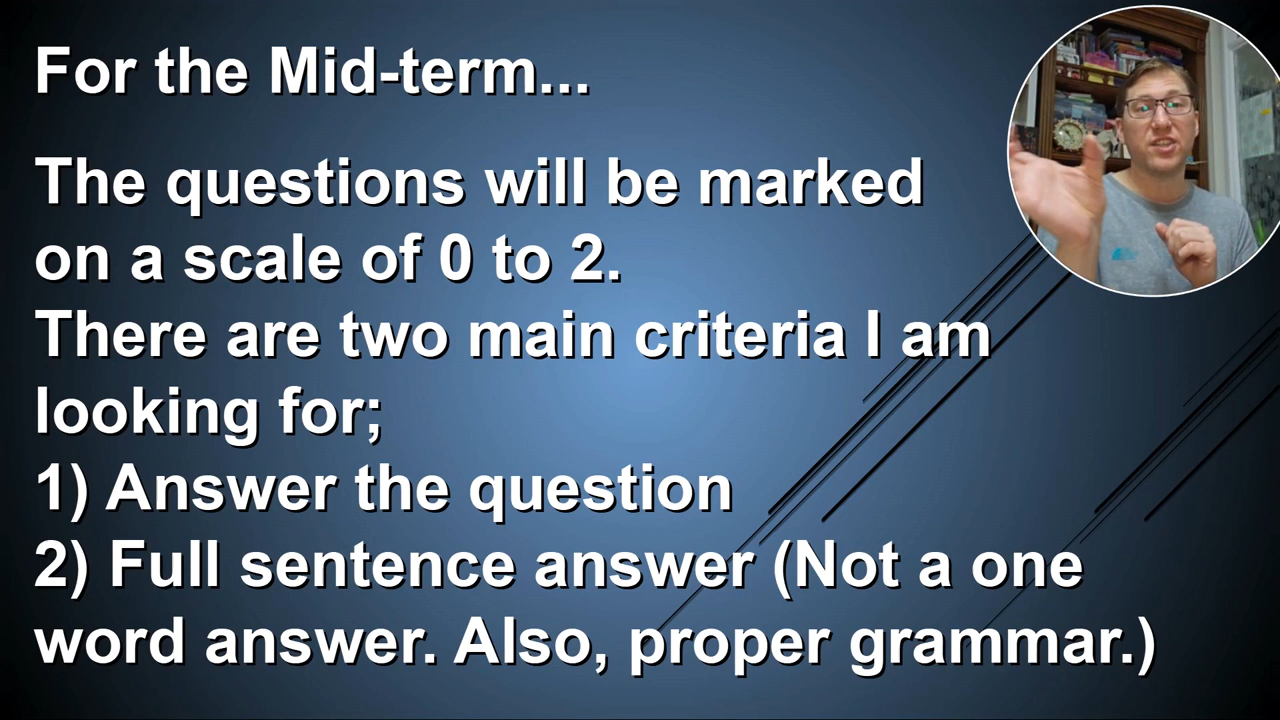 For the Mid-term...
The questions will be marked
on a scale of 0 to 2.
There are two main criteria I am
looking for;
1) Answer the question
2) Full sentence answer (Not a one
word answer. Also, proper grammar.)